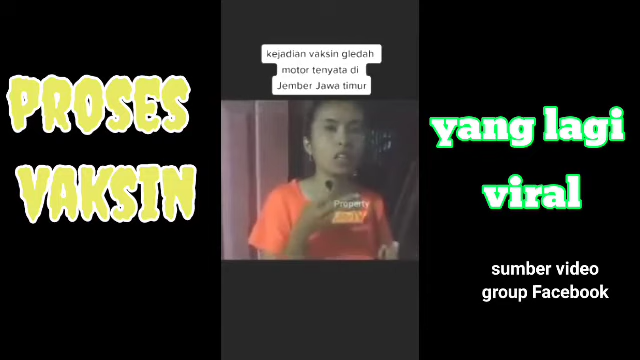 PROSES
VAKSIN
kejadian vaksin gledah
motor tenyata di
Jember Jawa timur
Property
yang lagi
viral
sumber video
group Facebook